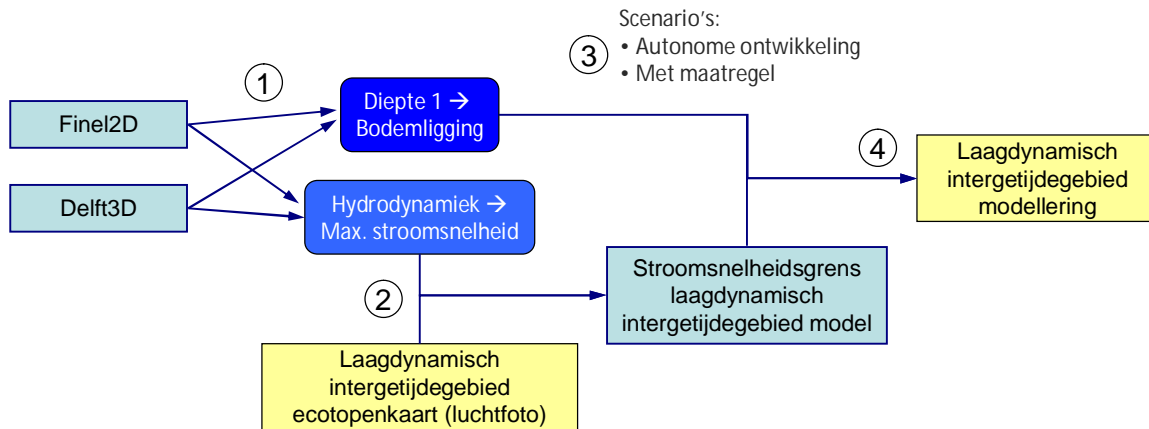 Scenario's:
• Autonome ontwikkeling
• Met maatregel
3
1
Finel2D
Diepte 1 →
Bodemligging
4
Laagdynamisch
intergetijdegebied
modellering
Delft3D
Hydrodynamiek →
Max. stroomsnelheid
2
Stroomsnelheidsgrens
laagdynamisch
intergetijdegebied model
Laagdynamisch
intergetijdegebied
ecotopenkaart (luchtfoto)